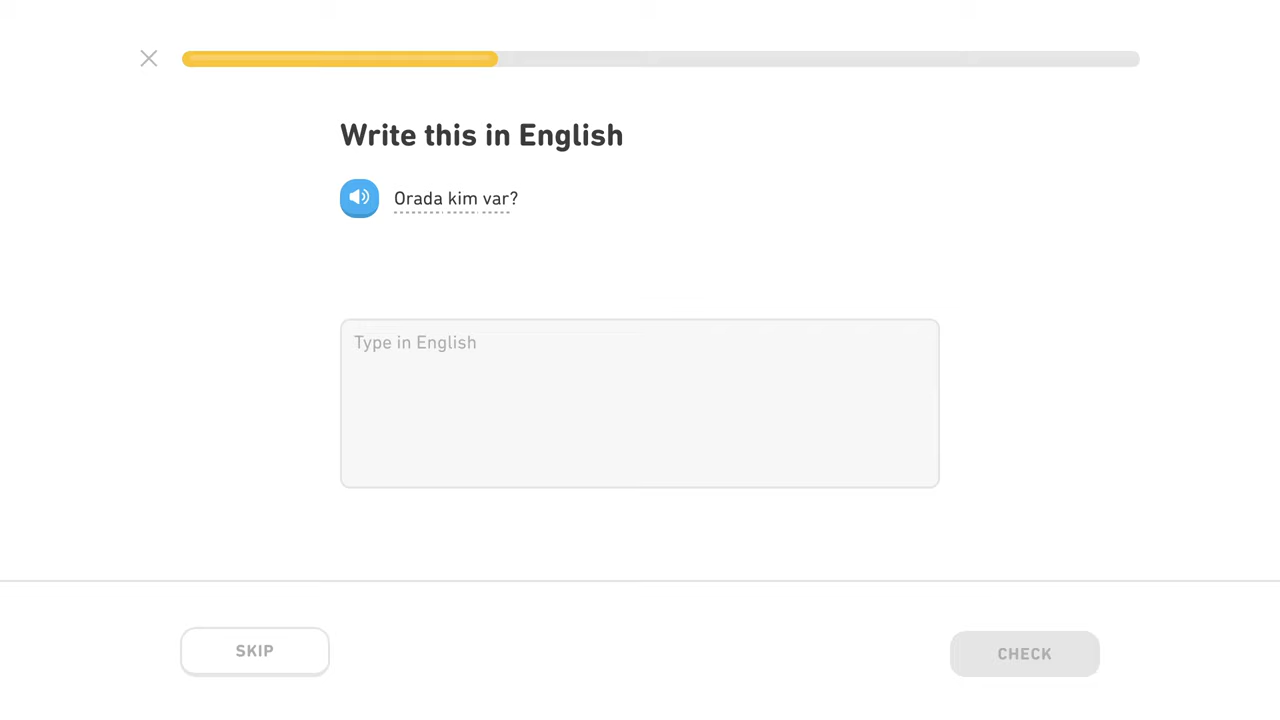 Write this in English
Orada kim var?
Type in English
SKIP
CHECK